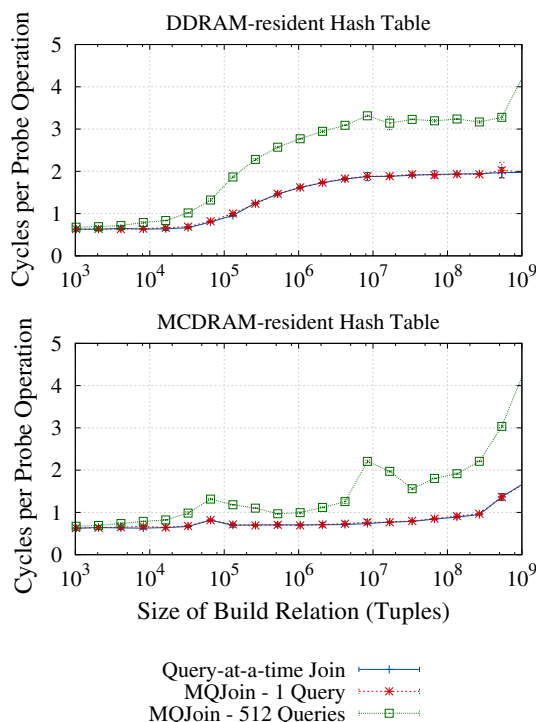 DDRAM-resident Hash Table
Cycles per Probe Operation
5
4
3
2
1
0
10^3 10^4 10^5 10^6 10^7 10^8 10^9
MCDRAM-resident Hash Table
Cycles per Probe Operation
5
4
3
2
1
0
10^3 10^4 10^5 10^6 10^7 10^8 10^9
Size of Build Relation (Tuples)
Query-at-a-time Join
MQJoin - 1 Query
MQJoin - 512 Queries